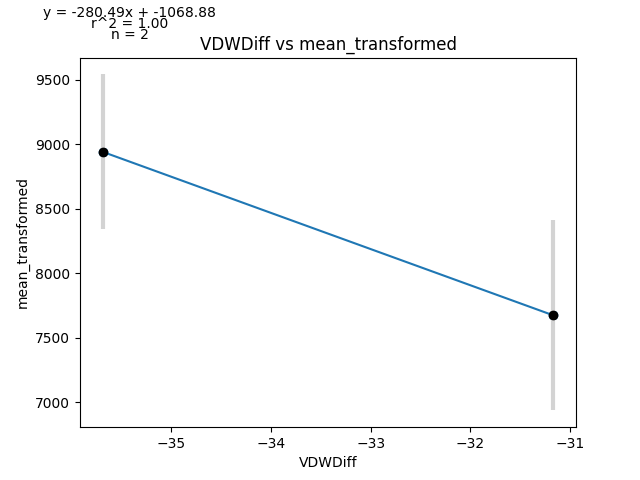 y = -280.49x + -1068.88
r^2 = 1.00
n = 2
VDWDiff vs mean_transformed
mean_transformed
9500
9000
8500
8000
7500
7000
−35
−34
−33
−32
−31
VDWDiff